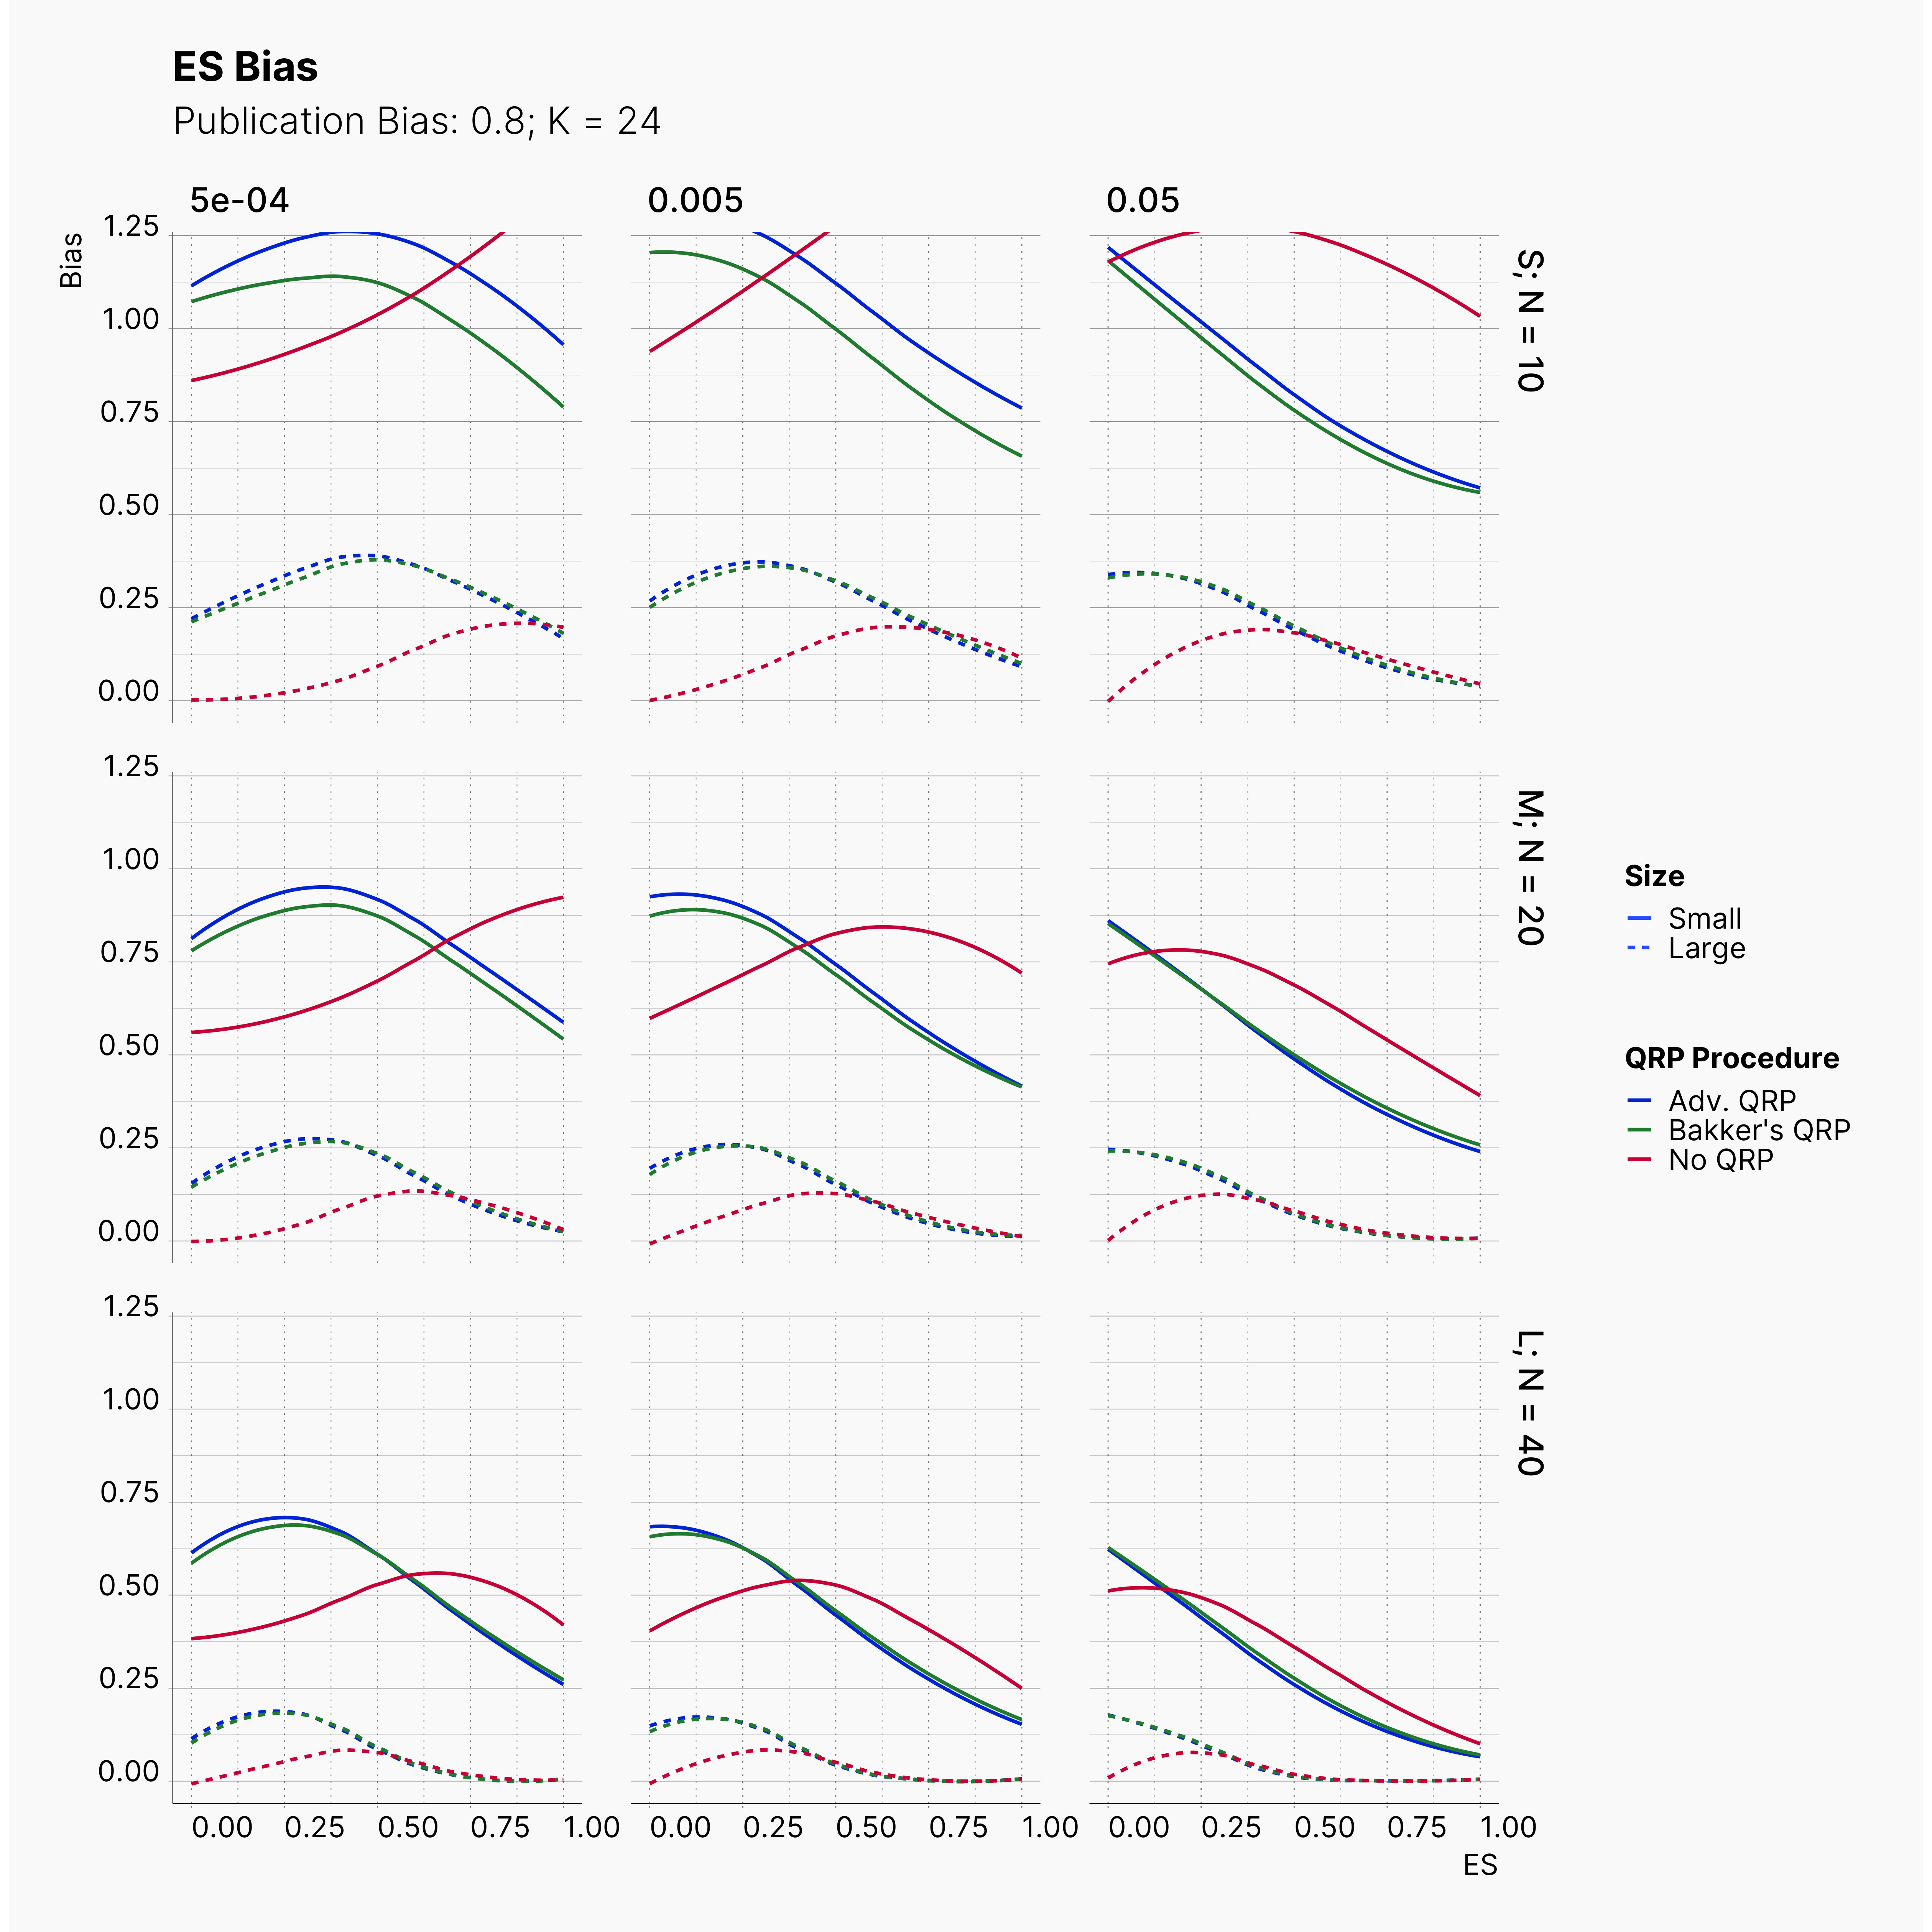 ES Bias
Publication Bias: 0.8; K = 24
5e-04
0.005
0.05
Bias
1.25
1.00
0.75
0.50
0.25
0.00
S; N = 10
1.25
1.00
0.75
0.50
0.25
0.00
M; N = 20
Size
Small
Large
QRP Procedure
Adv. QRP
Bakker's QRP
No QRP
1.25
1.00
0.75
0.50
0.25
0.00
L; N = 40
0.00 0.25 0.50 0.75 1.00 0.00 0.25 0.50 0.75 1.00 0.00 0.25 0.50 0.75 1.00
ES